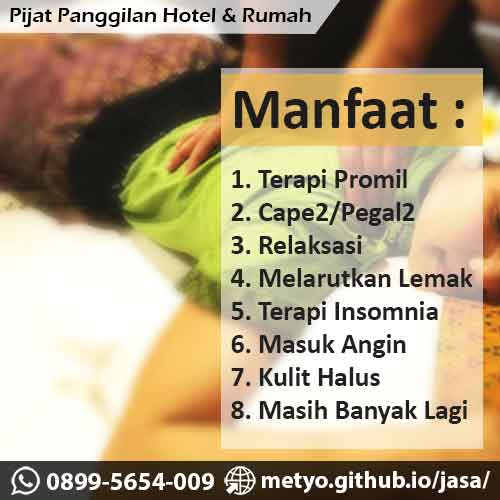 Pijat Panggilan Hotel & Rumah
Manfaat :
1. Terapi Promil
2. Cape2/Pegal2
3. Relaksasi
4. Melarutkan Lemak
5. Terapi Insomnia
6. Masuk Angin
7. Kulit Halus
8. Masih Banyak Lagi
0899-5654-009 metyo.github.io/jasa/